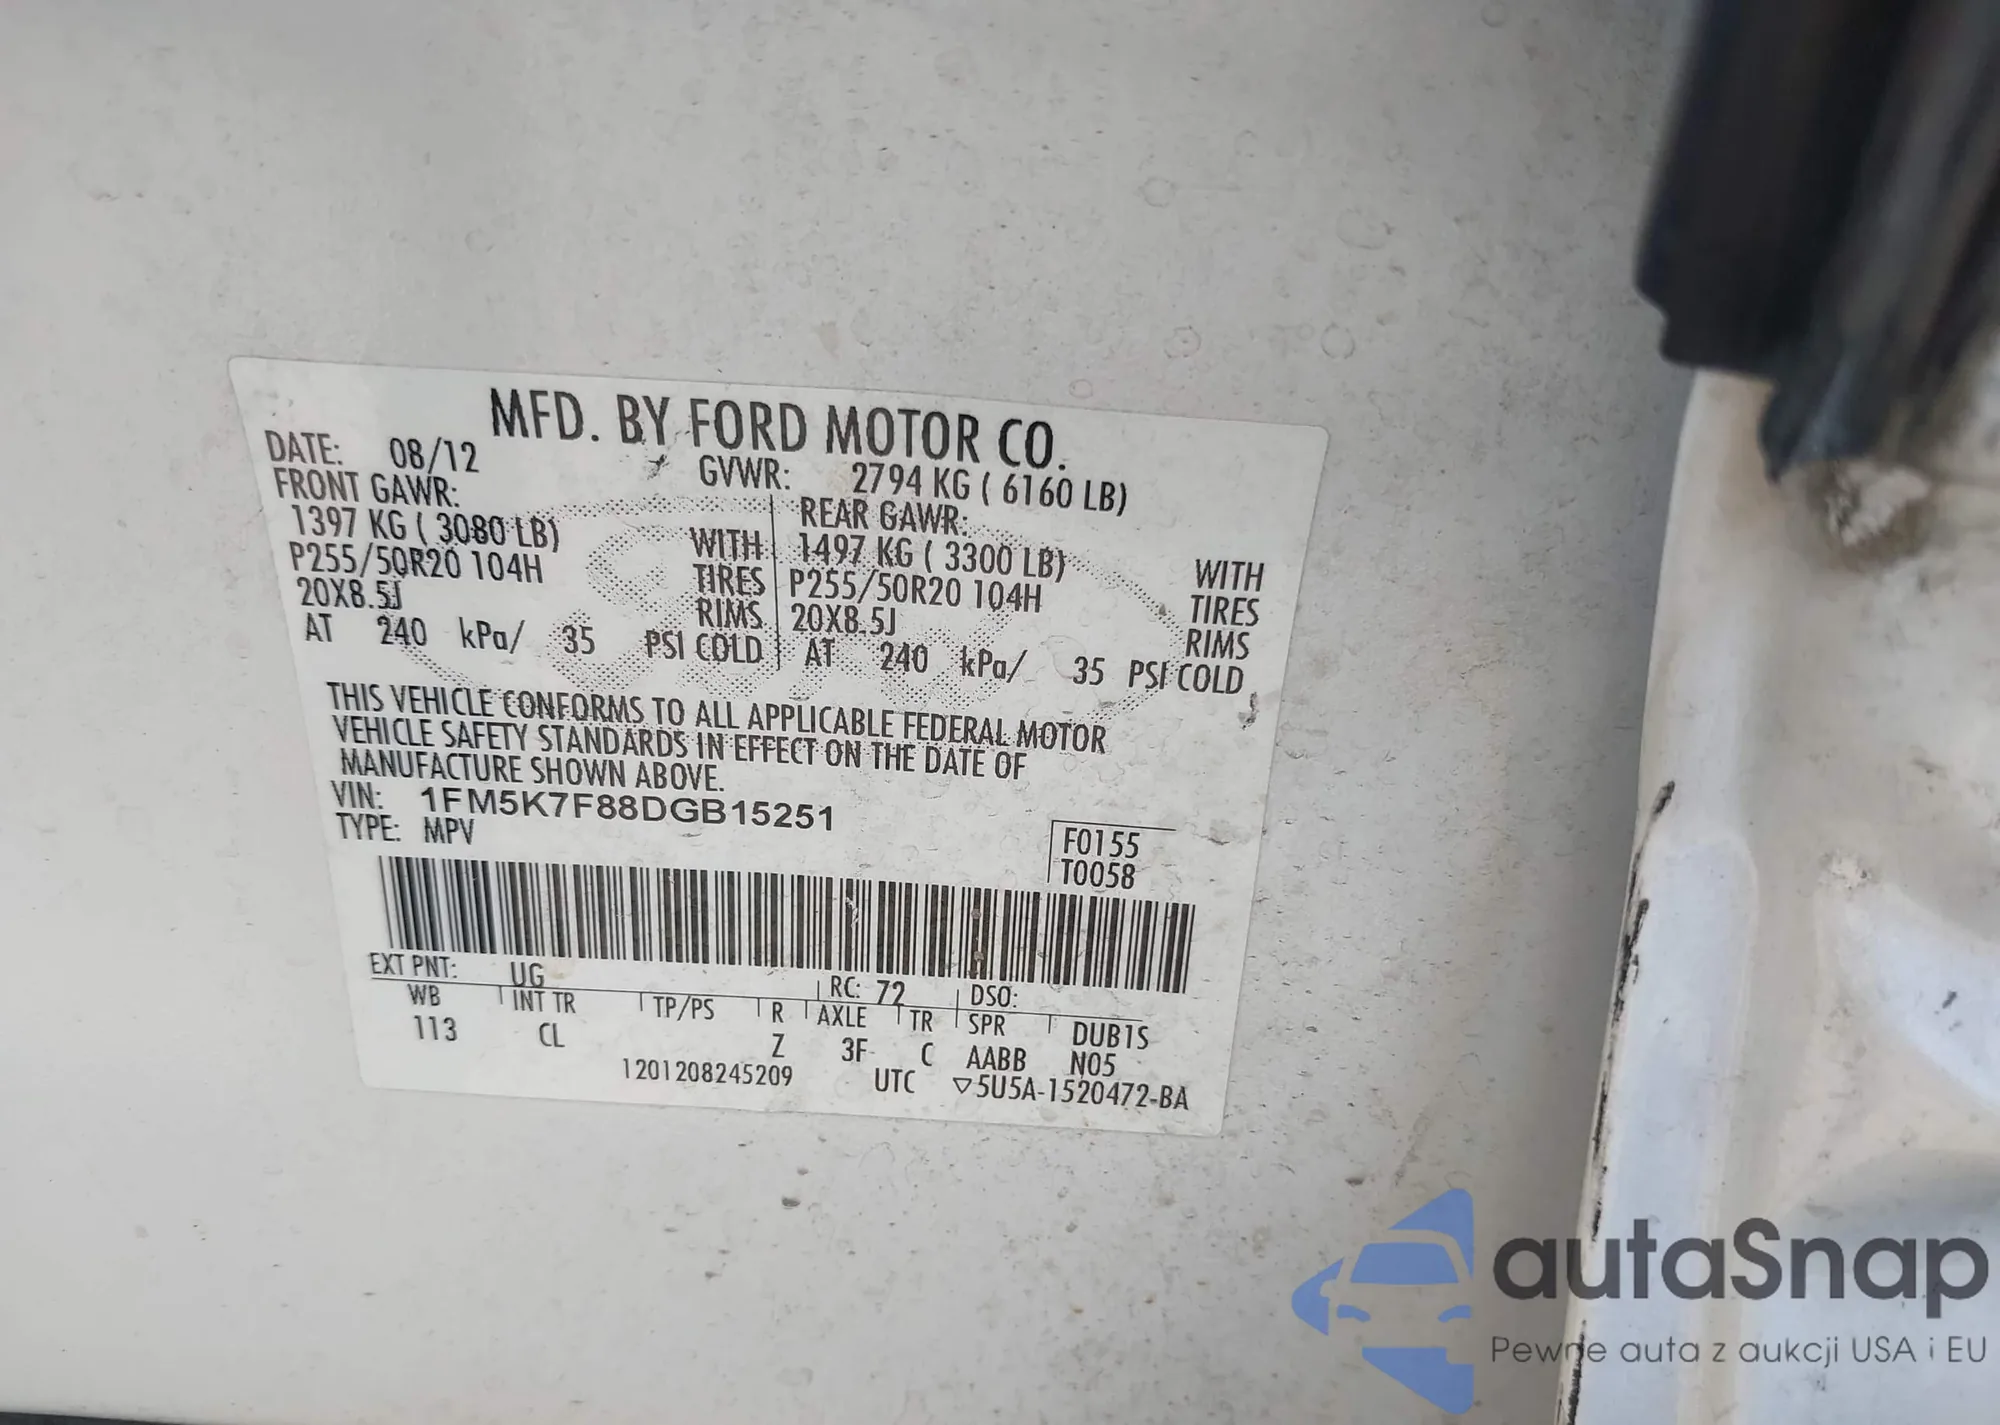 MFD. BY FORD MOTOR CO.
DATE: 08/12 GVWR: 2794 KG ( 6160 LB)
FRONT GAWR: REAR GAWR:
1397 KG ( 3080 LB) WITH 1497 KG ( 3300 LB) WITH
P255/50R20 104H TIRES P255/50R20 104H TIRES
20X8.5J RIMS 20X8.5J RIMS
AT 240 kPa/ 35 PSI COLD AT 240 kPa/ 35 PSI COLD
THIS VEHICLE CONFORMS TO ALL APPLICABLE FEDERAL MOTOR
VEHICLE SAFETY STANDARDS IN EFFECT ON THE DATE OF
MANUFACTURE SHOWN ABOVE.
VIN: 1FM5K7F88DGB15251
TYPE: MPV
F0155
T0058
EXT PNT: UG RC: 72 DSO:
WB INT TR TP/PS R AXLE TR SPR DUB1S
113 CL Z 3F C AABB N05
1201208245209 UTC ▽5U5A-1520472-BA
autaSnap
Pewne auta z aukcji USA i EU